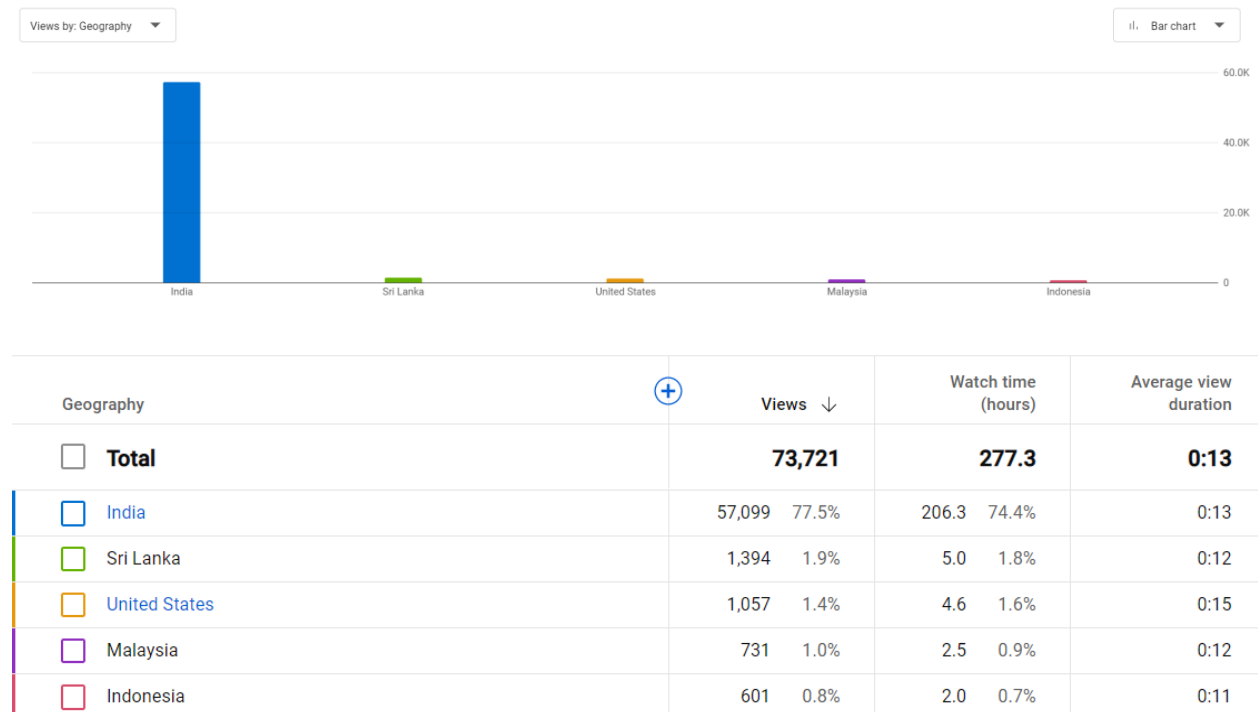 Views by: Geography
Bar chart
60.0K
40.0K
20.0K
0
India Sri Lanka United States Malaysia Indonesia
Geography Views Watch time (hours) Average view duration
Total 73,721 277.3 0:13
India 57,099 77.5% 206.3 74.4% 0:13
Sri Lanka 1,394 1.9% 5.0 1.8% 0:12
United States 1,057 1.4% 4.6 1.6% 0:15
Malaysia 731 1.0% 2.5 0.9% 0:12
Indonesia 601 0.8% 2.0 0.7% 0:11